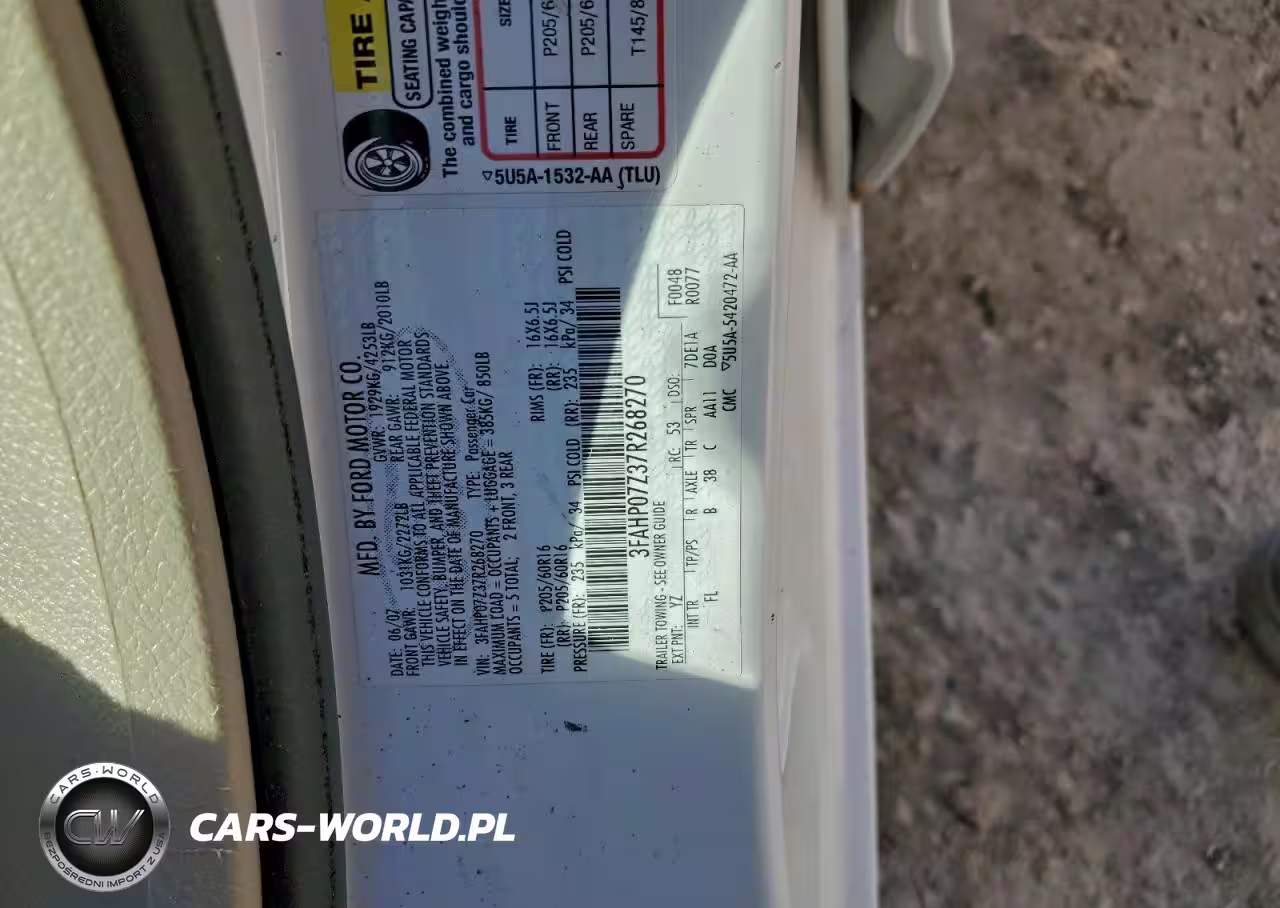 TIRE
SEATING CAPA
The combined weigh
and cargo should
TIRE SIZE
FRONT P205/6
REAR P205/6
SPARE T145/8
5U5A-1532-AA (TLU)
MFD. BY FORD MOTOR CO.
DATE: 06/07 GVWR: 1929KG/4253LB
FRONT GAWR: 1031KG/2272LB REAR GAWR: 912KG/2010LB
THIS VEHICLE CONFORMS TO ALL APPLICABLE FEDERAL MOTOR
VEHICLE SAFETY, BUMPER, AND THEFT PREVENTION STANDARDS
IN EFFECT ON THE DATE OF MANUFACTURE SHOWN ABOVE.
VIN: 3FAHP07Z37R268270 TYPE: Passenger Car
MAXIMUM LOAD = OCCUPANTS + LUGGAGE = 385KG/ 850LB
OCCUPANTS = 5 TOTAL; 2 FRONT, 3 REAR
TIRE (FR): P205/60R16 RIMS (FR): 16X6.5J
(RR): P205/60R16 (RR): 16X6.5J
PRESSURE (FR): 235 kPa/ 34 PSI COLD (RR): 235 kPa/ 34 PSI COLD
3FAHP07Z37R268270
F0048
R0077
TRAILER TOWING - SEE OWNER GUIDE
EXT PNT: YZ RC: 53 DSO:
INT TR TP/PS R AXLE TR SPR 7DE1A
FL B 38 C AA11 DOA
CMC 5U5A-5420472-AA
CARS-WORLD
CW
BEZPOŚREDNI IMPORT Z USA
CARS-WORLD.PL